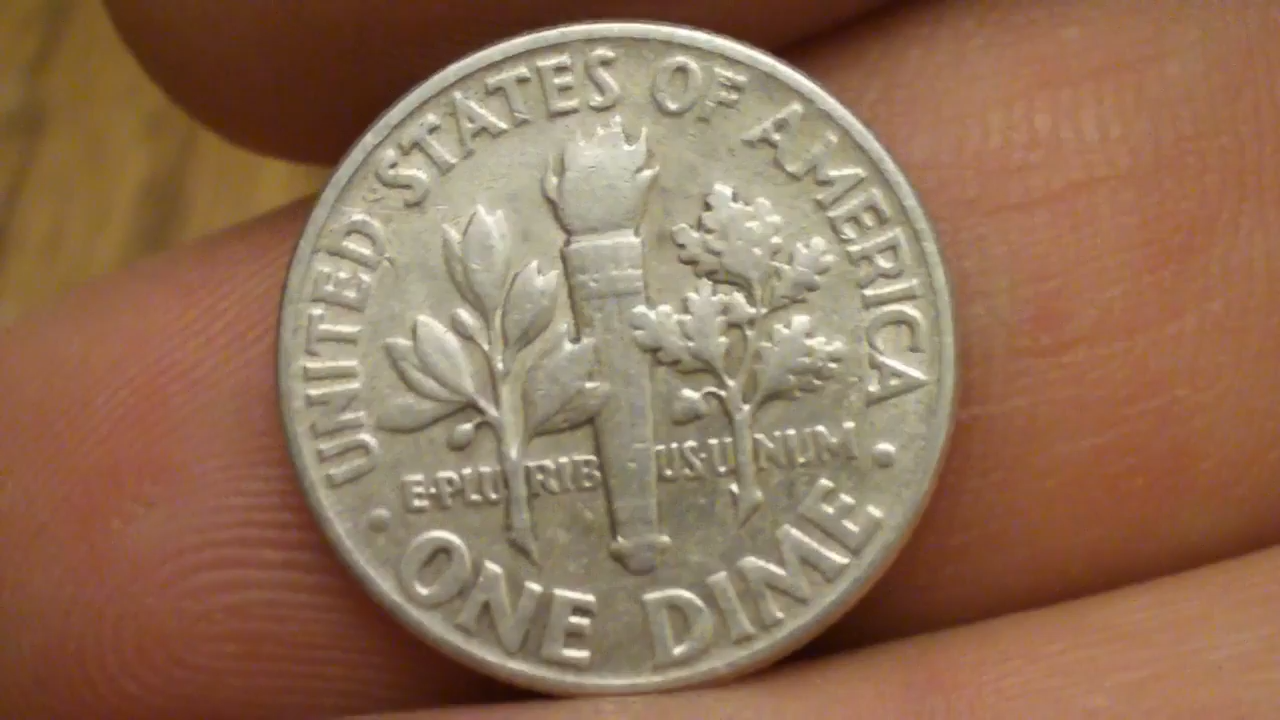 UNITED STATES OF AMERICA
E·PLURIBUS·UNUM
· ONE DIME ·